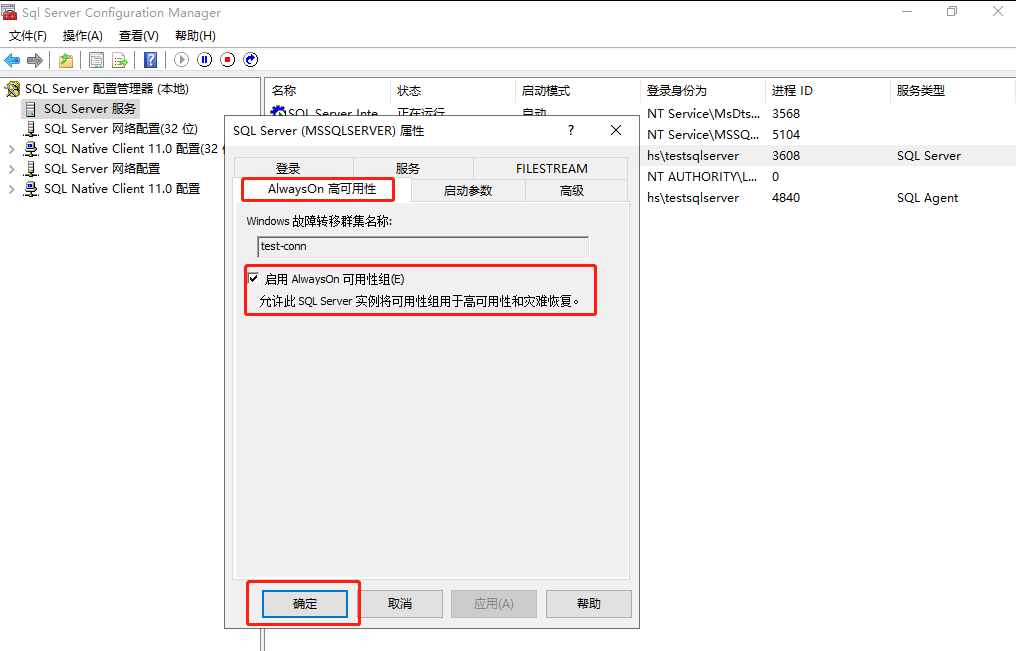 Sql Server Configuration Manager
文件(F) 操作(A) 查看(V) 帮助(H)
SQL Server 配置管理器 (本地)
SQL Server 服务
SQL Server 网络配置(32 位)
SQL Native Client 11.0 配置(32
SQL Server 网络配置
SQL Native Client 11.0 配置
名称 状态 启动模式 登录身份为 进程 ID 服务类型
SQL Server Inte 正在运行 自动 NT Service\MsDts... 3568
NT Service\MSSQ... 5104
hs\testsqlserver 3608 SQL Server
NT AUTHORITY\L... 0
hs\testsqlserver 4840 SQL Agent
SQL Server (MSSQLSERVER) 属性 ?
登录 服务 FILESTREAM
AlwaysOn 高可用性 启动参数 高级
Windows 故障转移群集名称:
test-conn
启用 AlwaysOn 可用性组(E)
允许此 SQL Server 实例将可用性组用于高可用性和灾难恢复。
确定 取消 应用(A) 帮助